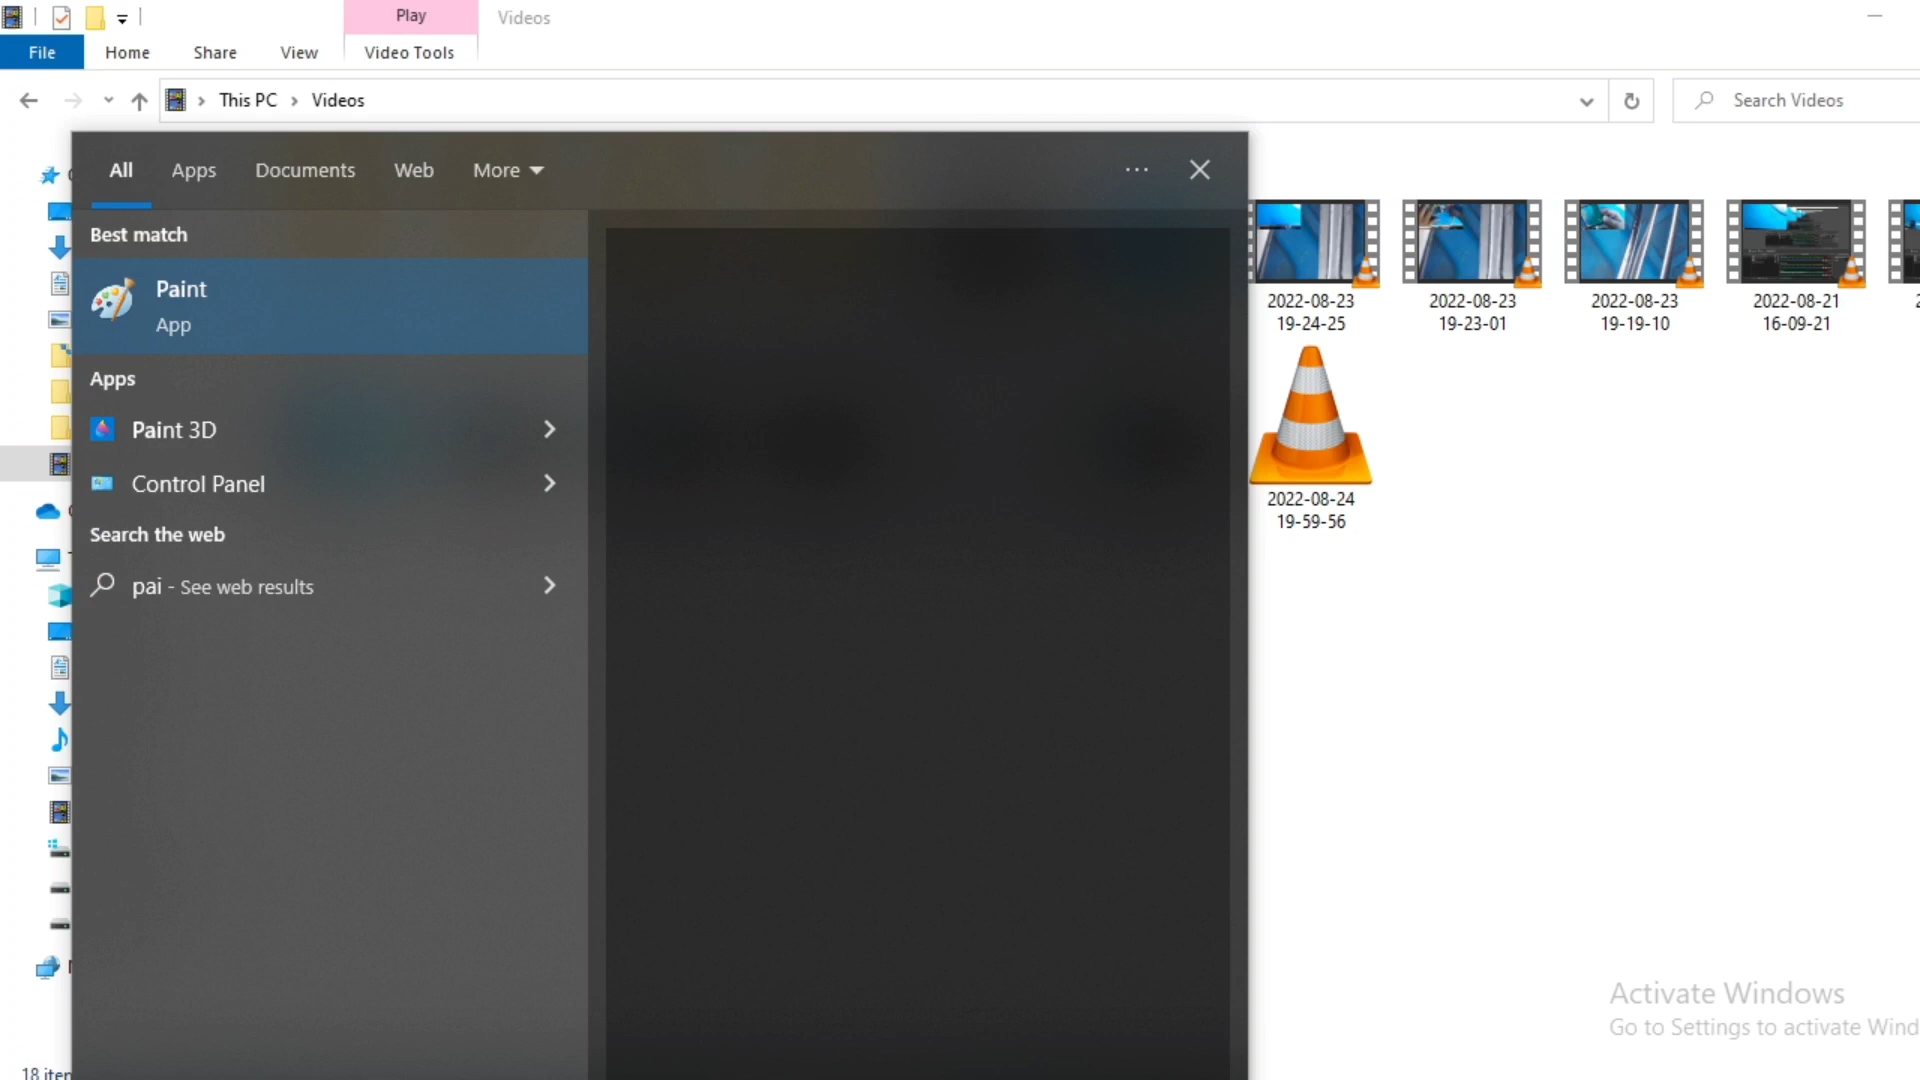 Play
Videos
File
Home
Share
View
Video Tools
This PC
Videos
Search Videos
All
Apps
Documents
Web
More
Best match
Paint
App
Apps
Paint 3D
Control Panel
Search the web
pai - See web results
2022-08-23
19-24-25
2022-08-23
19-23-01
2022-08-23
19-19-10
2022-08-21
16-09-21
2022-08-24
19-59-56
Activate Windows
Go to Settings to activate Wind
18 iter